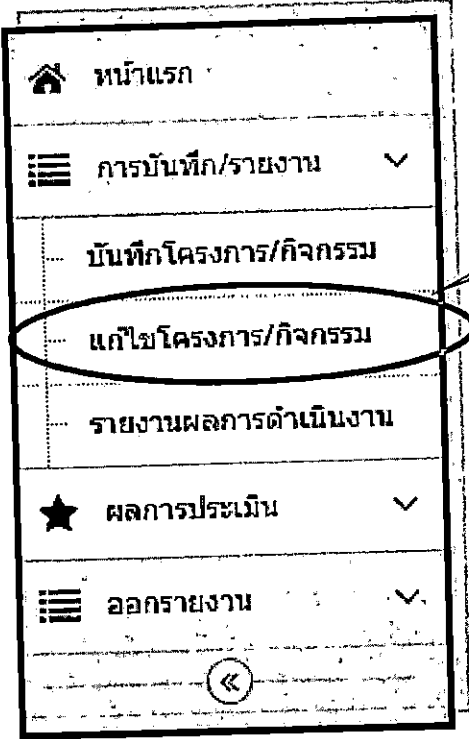 หน้าแรก
การบันทึก/รายงาน
บันทึกโครงการ/กิจกรรม
แก้ไขโครงการ/กิจกรรม
รายงานผลการดำเนินงาน
ผลการประเมิน
ออกรายงาน